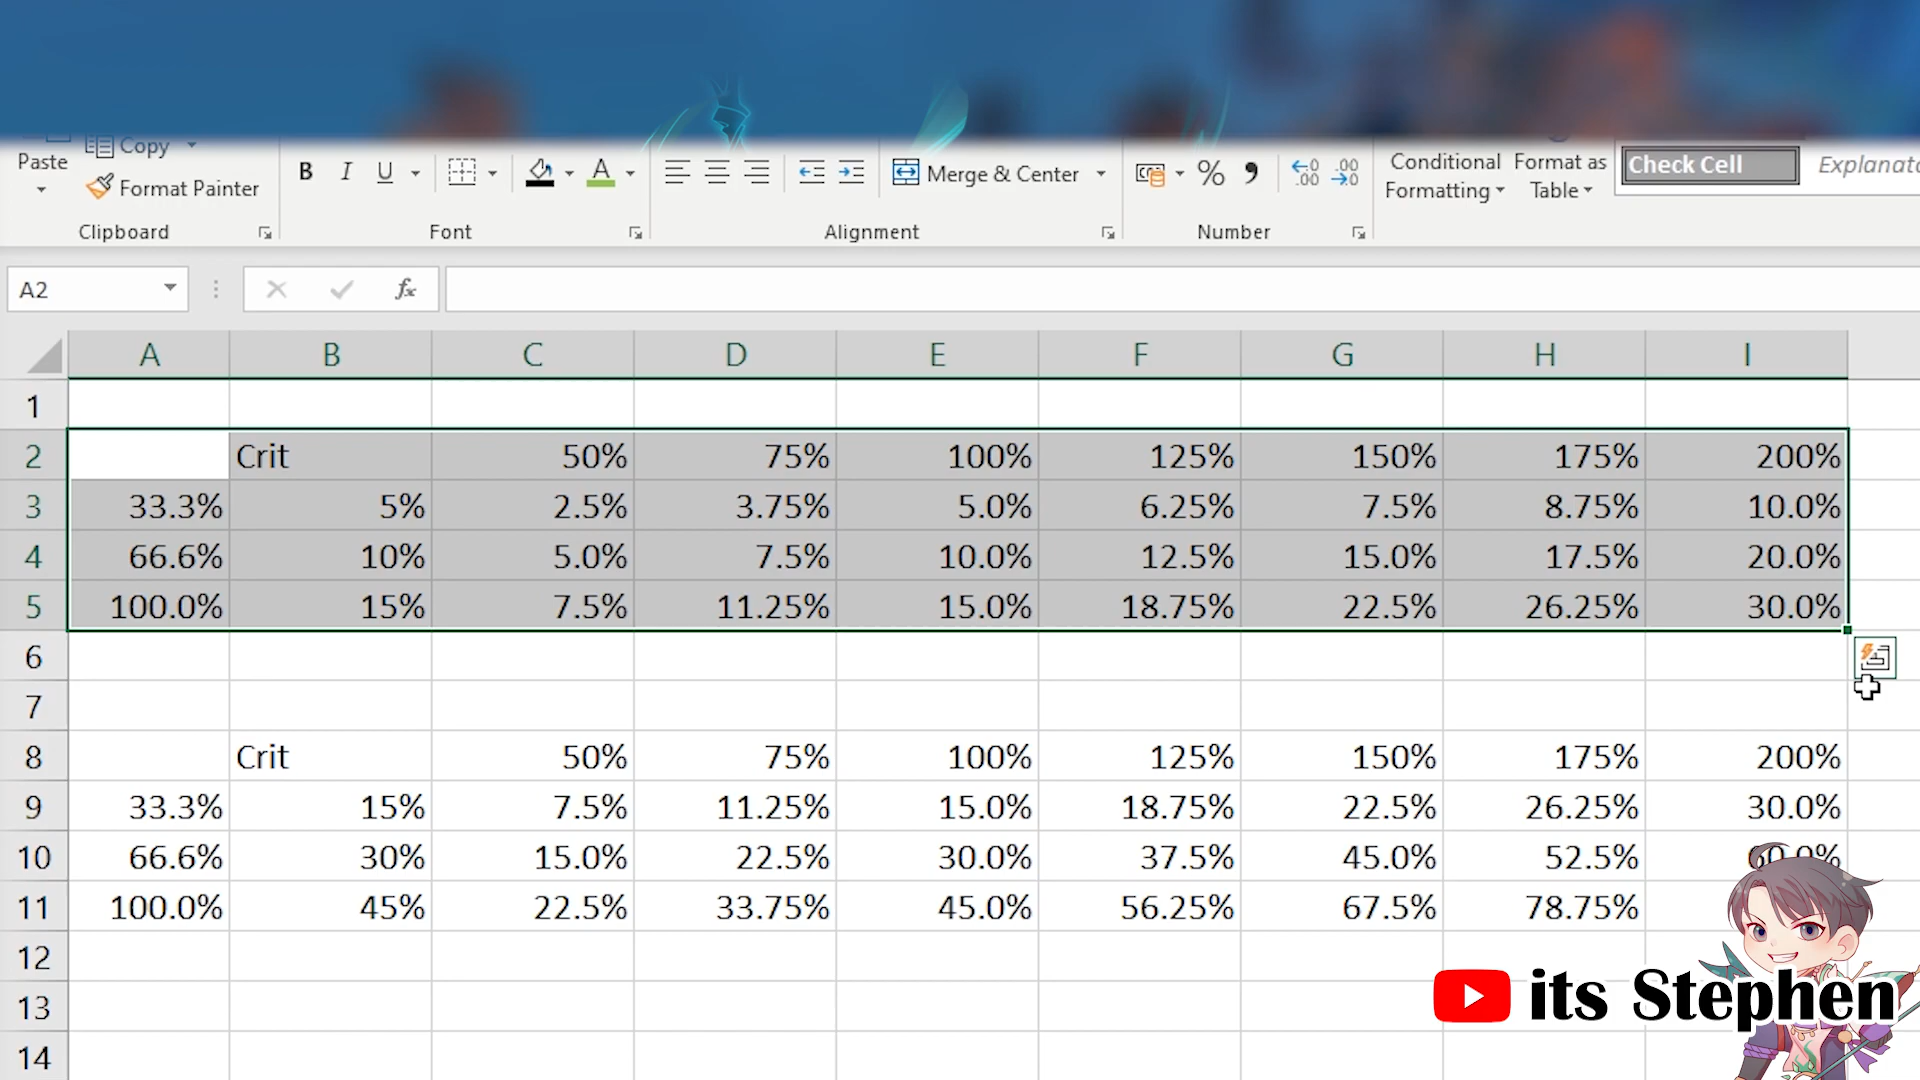 Paste
Copy
Format Painter
Clipboard
B I U
A
Font
Merge & Center
Alignment
%
Number
Conditional Formatting
Format as Table
Check Cell
Explanato
A2
fx
A B C D E F G H I
1
2 Crit 50% 75% 100% 125% 150% 175% 200%
3 33.3% 5% 2.5% 3.75% 5.0% 6.25% 7.5% 8.75% 10.0%
4 66.6% 10% 5.0% 7.5% 10.0% 12.5% 15.0% 17.5% 20.0%
5 100.0% 15% 7.5% 11.25% 15.0% 18.75% 22.5% 26.25% 30.0%
6
7
8 Crit 50% 75% 100% 125% 150% 175% 200%
9 33.3% 15% 7.5% 11.25% 15.0% 18.75% 22.5% 26.25% 30.0%
10 66.6% 30% 15.0% 22.5% 30.0% 37.5% 45.0% 52.5%
11 100.0% 45% 22.5% 33.75% 45.0% 56.25% 67.5% 78.75%
12
13
14
its Stephen